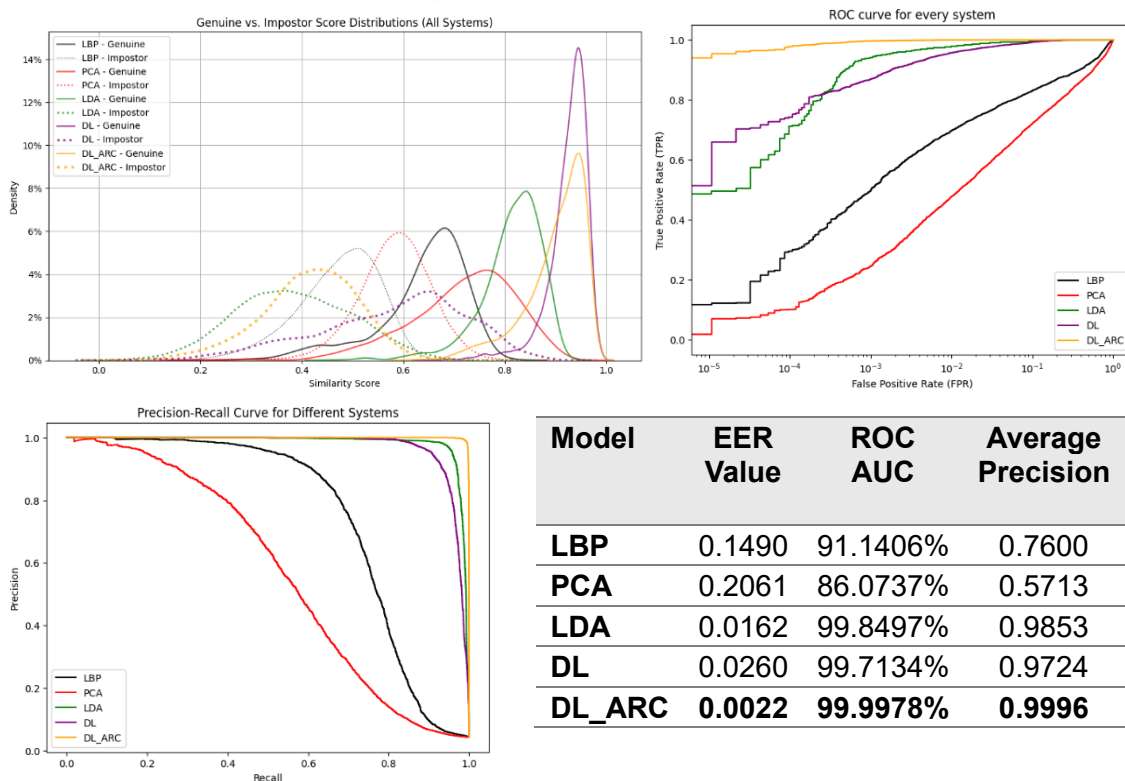 Genuine vs. Impostor Score Distributions (All Systems)
14%
12%
10%
8%
6%
4%
2%
0%
Density
LBP - Genuine
LBP - Impostor
PCA - Genuine
PCA - Impostor
LDA - Genuine
LDA - Impostor
DL - Genuine
DL - Impostor
DL_ARC - Genuine
DL_ARC - Impostor
0.0 0.2 0.4 0.6 0.8 1.0
Similarity Score
ROC curve for every system
1.0
0.8
0.6
0.4
0.2
0.0
True Positive Rate (TPR)
LBP
PCA
LDA
DL
DL_ARC
10⁻⁵ 10⁻⁴ 10⁻³ 10⁻² 10⁻¹ 10⁰
False Positive Rate (FPR)
Precision-Recall Curve for Different Systems
1.0
0.8
0.6
0.4
0.2
0.0
Precision
LBP
PCA
LDA
DL
DL_ARC
0.0 0.2 0.4 0.6 0.8 1.0
Recall
Model EER ROC Average
Value AUC Precision
LBP 0.1490 91.1406% 0.7600
PCA 0.2061 86.0737% 0.5713
LDA 0.0162 99.8497% 0.9853
DL 0.0260 99.7134% 0.9724
DL_ARC 0.0022 99.9978% 0.9996